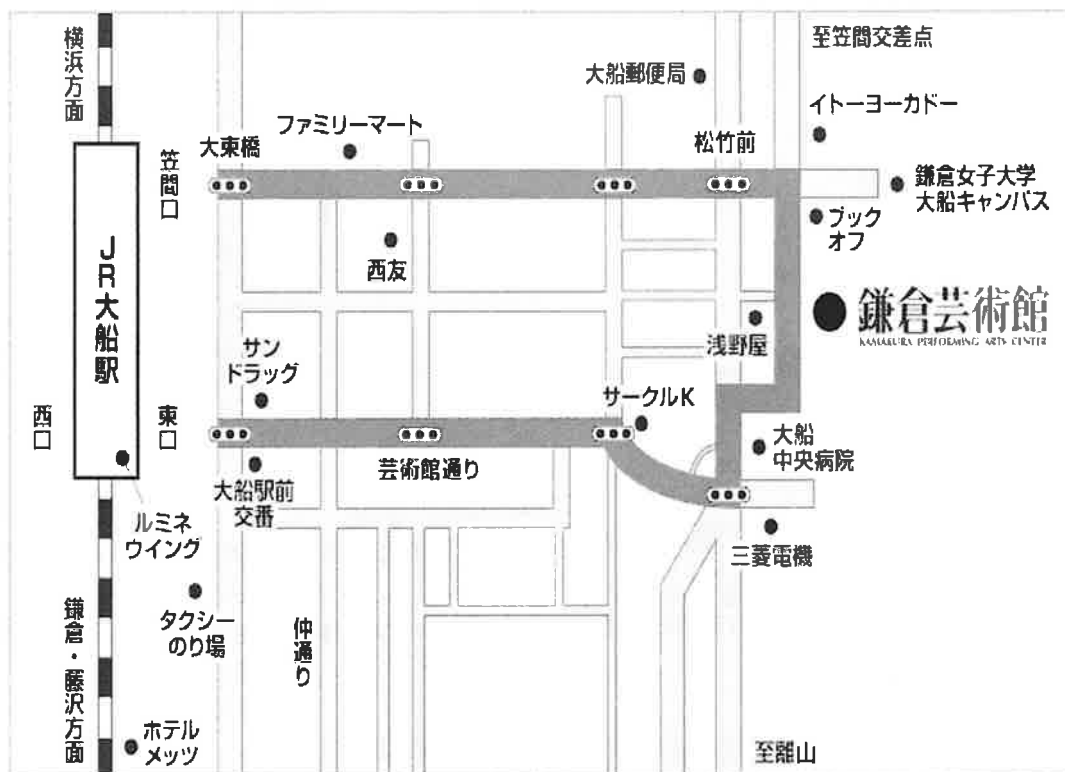 横浜方面
至笠間交差点
大船郵便局
イトーヨーカドー
ファミリーマート
大東橋
松竹前
笠間口
鎌倉女子大学
大船キャンパス
ブック
オフ
JR大船駅
西友
鎌倉芸術館
KAMAKURA PERFORMING ARTS CENTER
浅野屋
サン
ドラッグ
サークルK
西口
東口
大船
中央病院
芸術館通り
大船駅前
交番
ルミネ
ウイング
三菱電機
タクシー
のり場
仲通り
鎌倉・藤沢方面
ホテル
メッツ
至離山